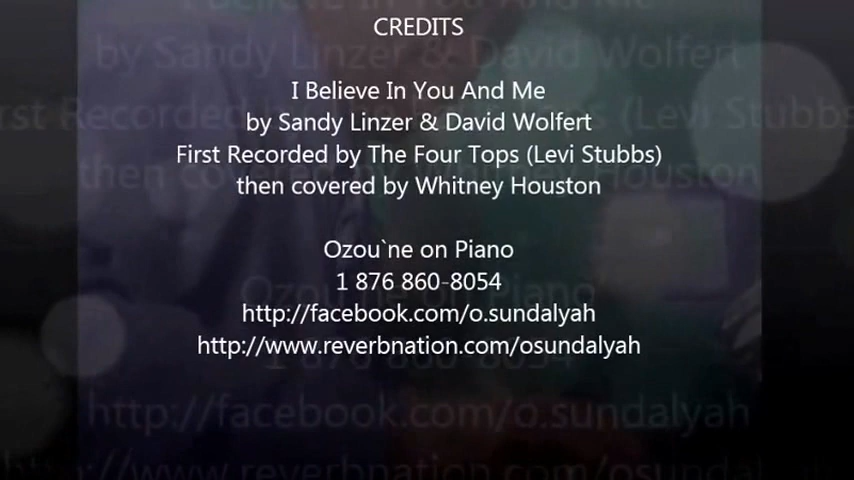 CREDITS
I Believe In You And Me
by Sandy Linzer & David Wolfert
First Recorded by The Four Tops (Levi Stubbs)
then covered by Whitney Houston
Ozou`ne on Piano
1 876 860-8054
http://facebook.com/o.sundalyah
http://www.reverbnation.com/osundalyah